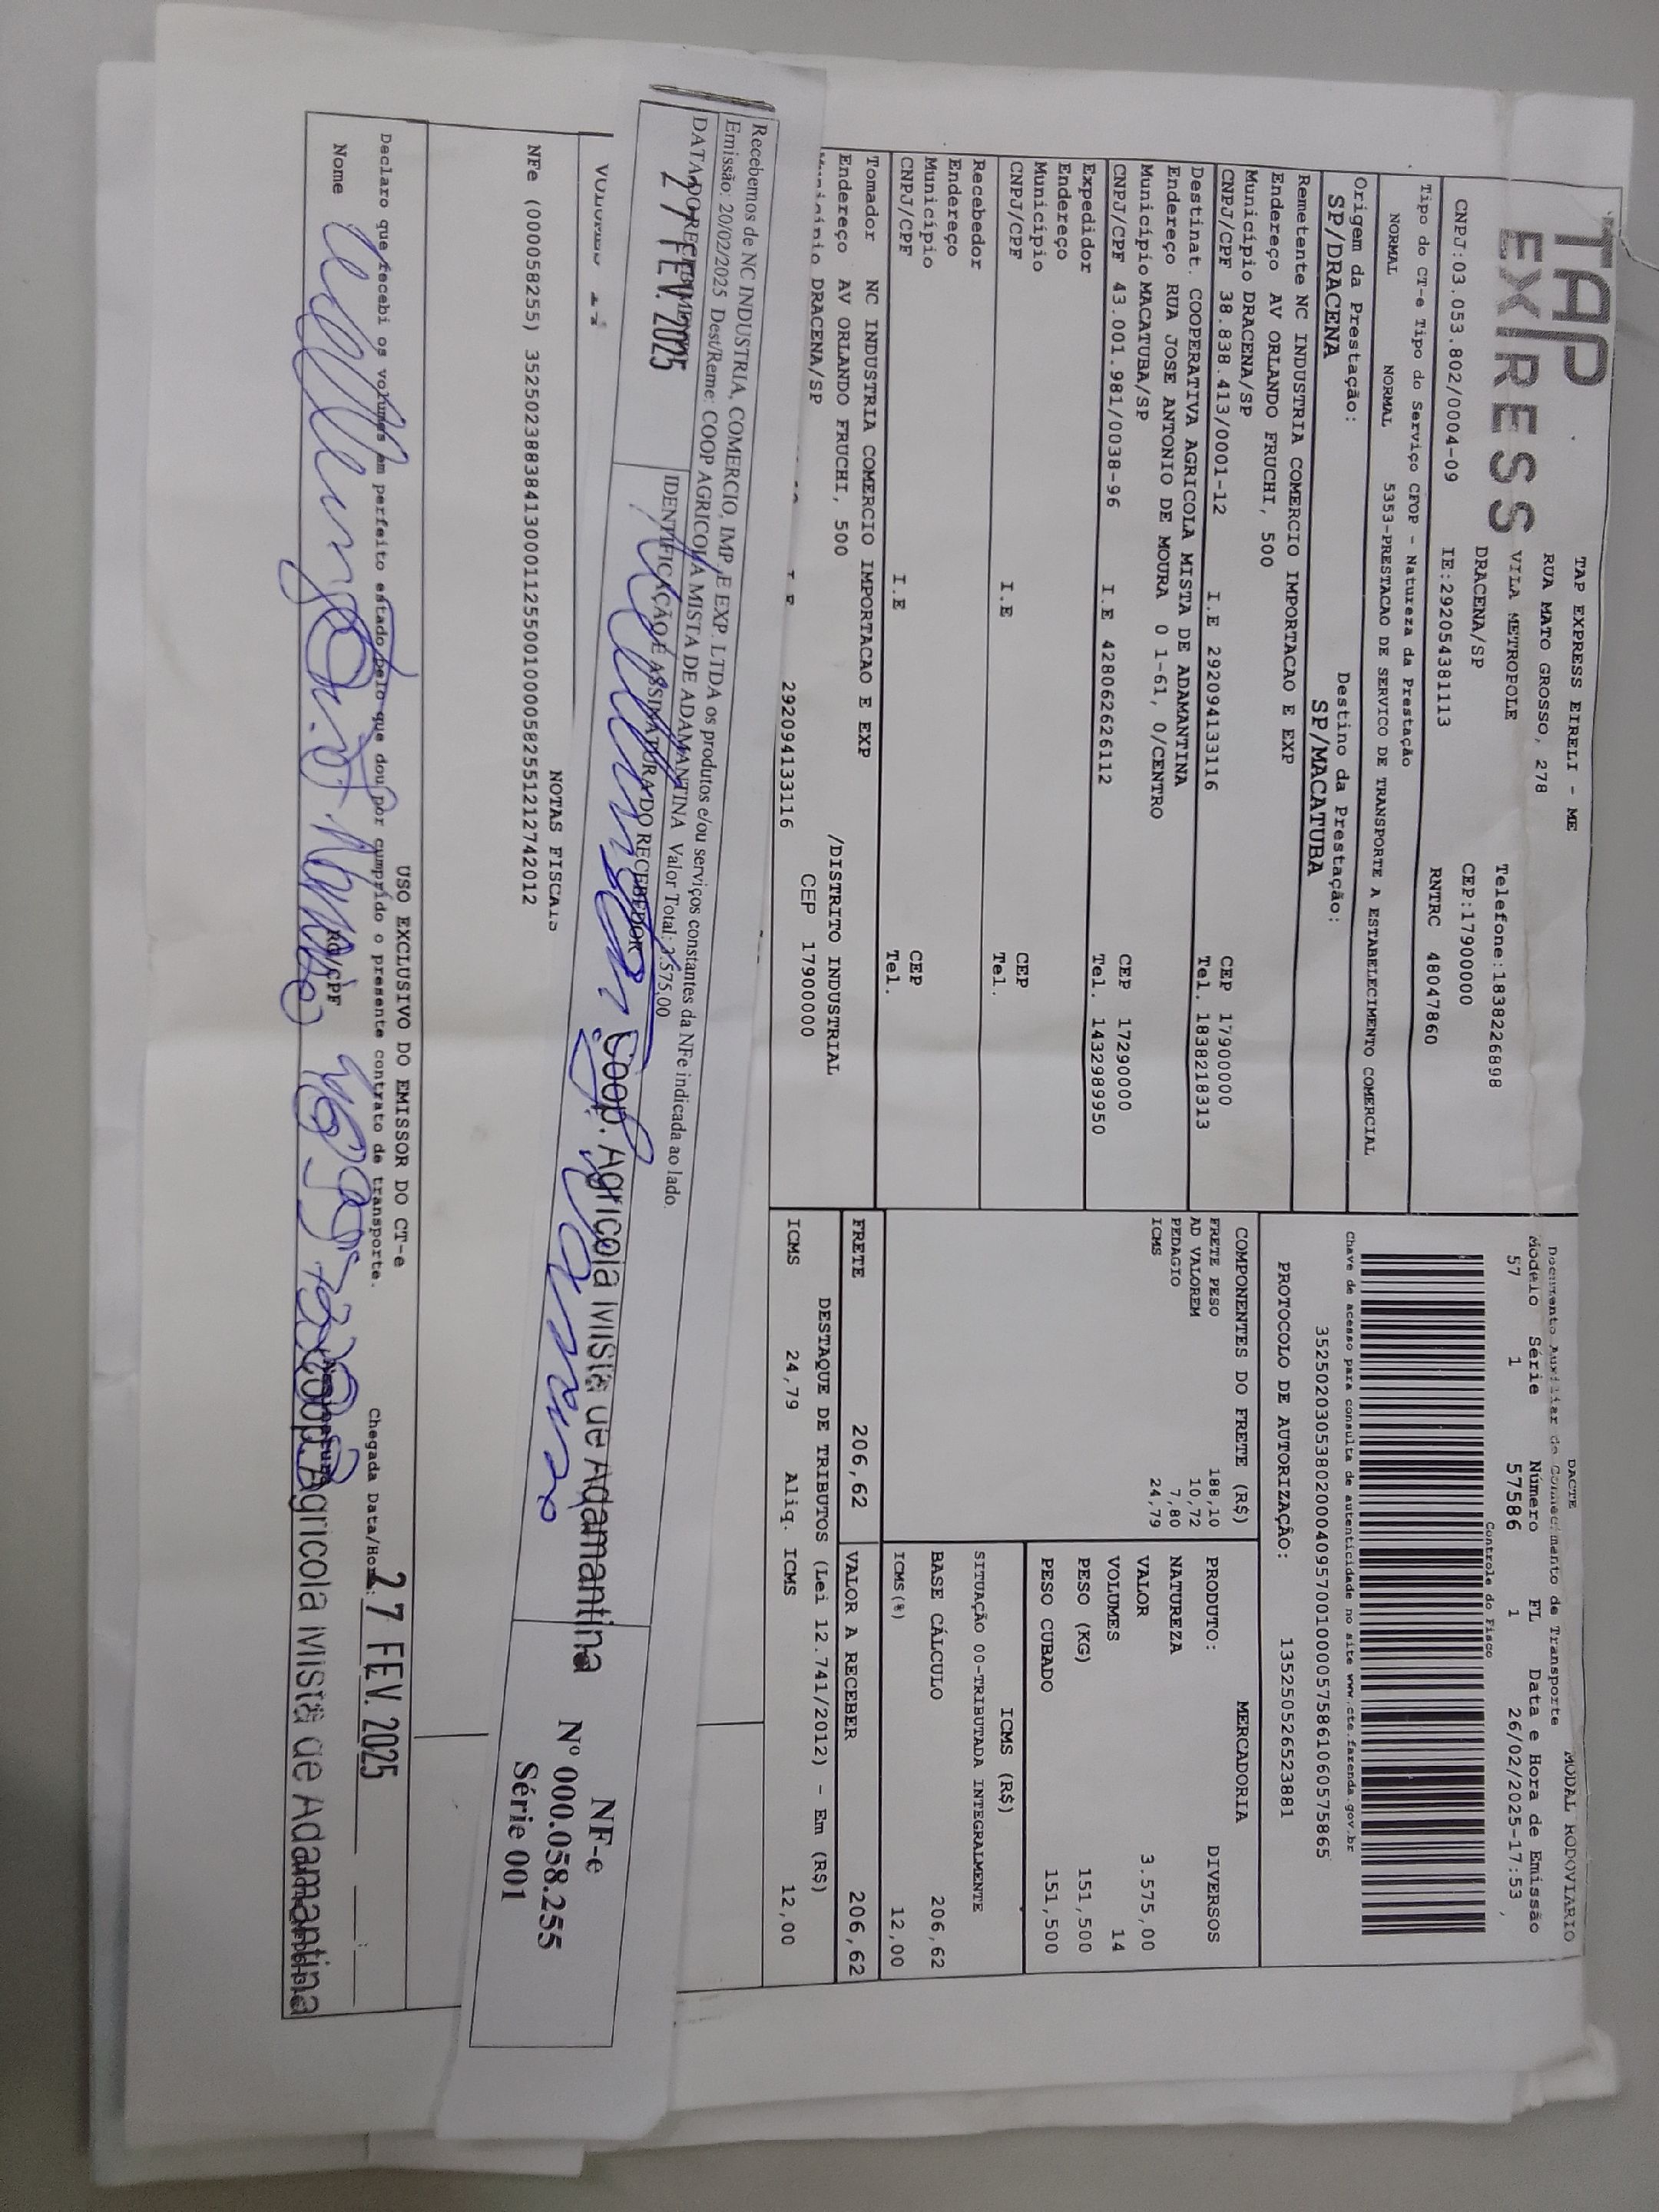 TAP
EXPRESS
TAP EXPRESS EIRELI - ME
RUA MATO GROSSO, 278
VILA METROPOLE
Telefone:1838226898
DRACENA/SP
CEP:17900000
CNPJ:03.053.802/0004-09 IE:292054381113 RNTRC 48047860
DACTE
MODAL RODOVIARIO
Documento Auxiliar de Conhecimento de Transporte
Modelo Série Número FL Data e Hora de Emissão
57 1 57586 1 26/02/2025-17:53
Controle do Fisco
Tipo do CT-e Tipo do Serviço CFOP - Natureza da Prestação
NORMAL NORMAL 5353-PRESTACAO DE SERVICO DE TRANSPORTE A ESTABELECIMENTO COMERCIAL
Chave de acesso para consulta de autenticidade no site www.cte.fazenda.gov.br
35250203053802000409570010000575861060575865
Origem da Prestação: Destino da Prestação:
SP/DRACENA SP/MACATUBA
PROTOCOLO DE AUTORIZAÇÃO: 135250526523881
Remetente NC INDUSTRIA COMERCIO IMPORTACAO E EXP
Endereço AV ORLANDO FRUCHI, 500
Município DRACENA/SP CEP 17900000
CNPJ/CPF 38.838.413/0001-12 I.E 292094133116 Tel. 1838218313
Destinat. COOPERATIVA AGRICOLA MISTA DE ADAMANTINA
Endereço RUA JOSE ANTONIO DE MOURA 0 1-61, 0/CENTRO
Município MACATUBA/SP CEP 17290000
CNPJ/CPF 43.001.981/0038-96 I.E 428062626112 Tel. 1432989950
Expedidor
Endereço
Município CEP
CNPJ/CPF I.E Tel.
Recebedor
Endereço
Município CEP
CNPJ/CPF I.E Tel.
Tomador NC INDUSTRIA COMERCIO IMPORTACAO E EXP
Endereço AV ORLANDO FRUCHI, 500 /DISTRITO INDUSTRIAL
Município DRACENA/SP CEP 17900000
292094133116
COMPONENTES DO FRETE (R$)
FRETE PESO 188,10
AD VALOREM 10,72
PEDAGIO 7,80
ICMS 24,79
MERCADORIA
PRODUTO: DIVERSOS
NATUREZA
VALOR 3.575,00
VOLUMES 14
PESO (KG) 151,500
PESO CUBADO 151,500
ICMS (R$)
SITUAÇÃO 00-TRIBUTADA INTEGRALMENTE
BASE CÁLCULO 206,62
ICMS(%) 12,00
FRETE 206,62 VALOR A RECEBER 206,62
DESTAQUE DE TRIBUTOS (Lei 12.741/2012) - Em (R$)
ICMS 24,79 Aliq. ICMS 12,00
Recebemos de NC INDUSTRIA, COMERCIO, IMP. E EXP. LTDA os produtos e/ou serviços constantes da NFe indicada ao lado.
Emissão: 20/02/2025 Dest/Reme: COOP AGRICOLA MISTA DE ADAMANTINA Valor Total: 3.575,00
DATA DO RECEBIMENTO IDENTIFICAÇÃO E ASSINATURA DO RECEBEDOR
27 FEV. 2025
Coop. Agrícola Mista de Adamantina
NF-e
Nº 000.058.255
Série 001
NOTAS FISCAIS
NFe (000058255) 35250238838413000112550010000582551212742012
USO EXCLUSIVO DO EMISSOR DO CT-e
Declaro que recebi os volumes em perfeito estado pelo que dou por cumprido o presente contrato de transporte.
Chegada Data/Hora:
27 FEV. 2025
Nome RG/CPF Assinatura
Coop. Agrícola Mista de Adamantina